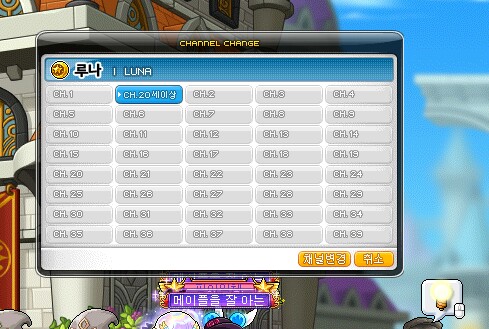 CHANNEL CHANGE
루나 | LUNA
CH.1 CH.20세이상 CH.2 CH.3 CH.4
CH.5 CH.6 CH.7 CH.8 CH.9
CH.10 CH.11 CH.12 CH.13 CH.14
CH.15 CH.16 CH.17 CH.18 CH.19
CH.20 CH.21 CH.22 CH.23 CH.24
CH.25 CH.26 CH.27 CH.28 CH.29
CH.30 CH.31 CH.32 CH.33 CH.34
CH.35 CH.36 CH.37 CH.38 CH.39
채널변경 취소
메이플을 잘 아는